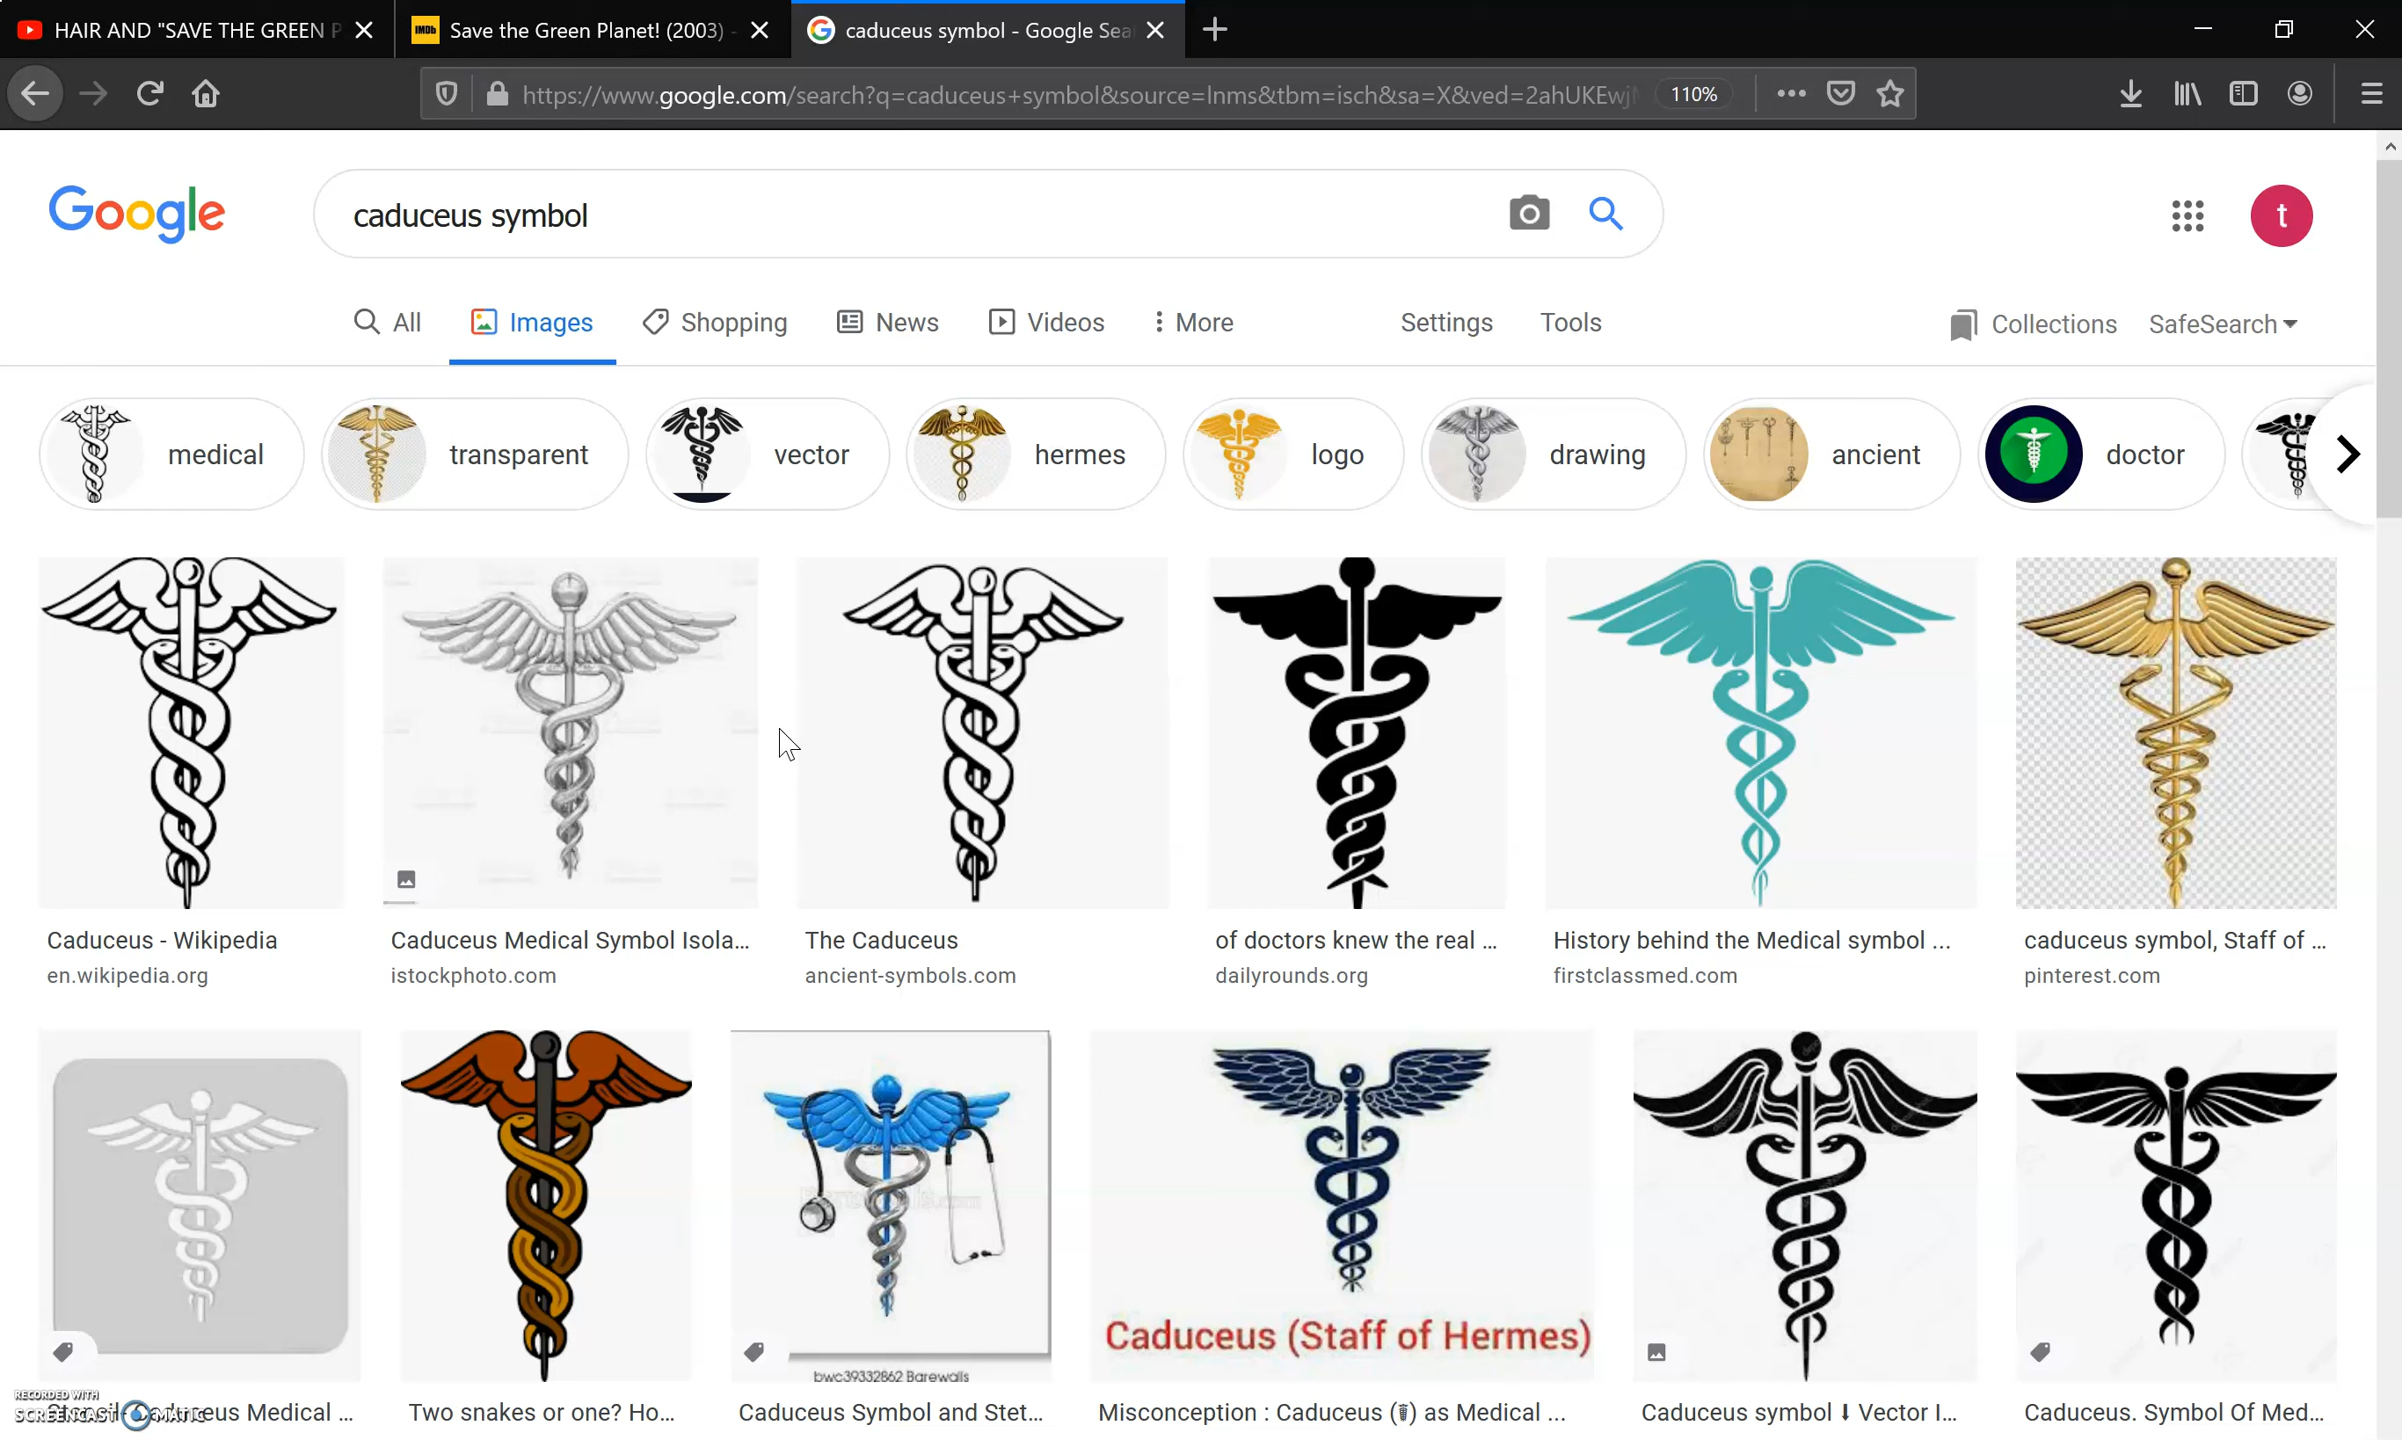 HAIR AND "SAVE THE GREEN P
IMDb Save the Green Planet! (2003) -
caduceus symbol - Google Sea
https://www.google.com/search?q=caduceus+symbol&source=lnms&tbm=isch&sa=X&ved=2ahUKEwj
110%
Google
caduceus symbol
t
All Images Shopping News Videos More Settings Tools Collections SafeSearch
medical transparent vector hermes logo drawing ancient doctor
Caduceus - Wikipedia
en.wikipedia.org
Caduceus Medical Symbol Isola...
istockphoto.com
The Caduceus
ancient-symbols.com
of doctors knew the real ...
dailyrounds.org
History behind the Medical symbol ...
firstclassmed.com
caduceus symbol, Staff of ...
pinterest.com
bwc39332862 Barewalls
Caduceus (Staff of Hermes)
RECORDED WITH
SCREENCAST MATIC
Caduceus Medical ...
Two snakes or one? Ho...
Caduceus Symbol and Stet...
Misconception : Caduceus (☤) as Medical ...
Caduceus symbol ⬇ Vector I...
Caduceus. Symbol Of Med...